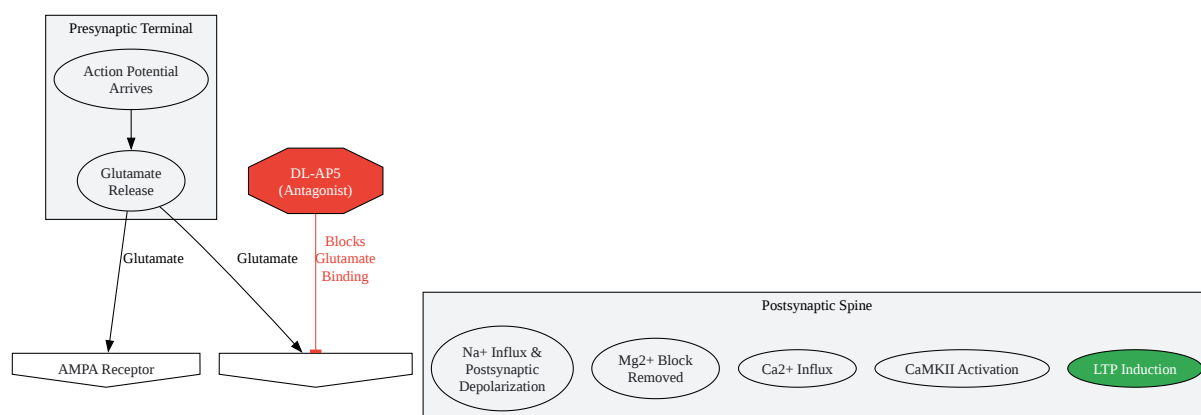 Presynaptic Terminal
Action Potential
Arrives
Glutamate
Release
DL-AP5
(Antagonist)
Glutamate
Glutamate
Blocks
Glutamate
Binding
AMPA Receptor
Postsynaptic Spine
Na+ Influx &
Postsynaptic
Depolarization
Mg2+ Block
Removed
Ca2+ Influx
CaMKII Activation
LTP Induction